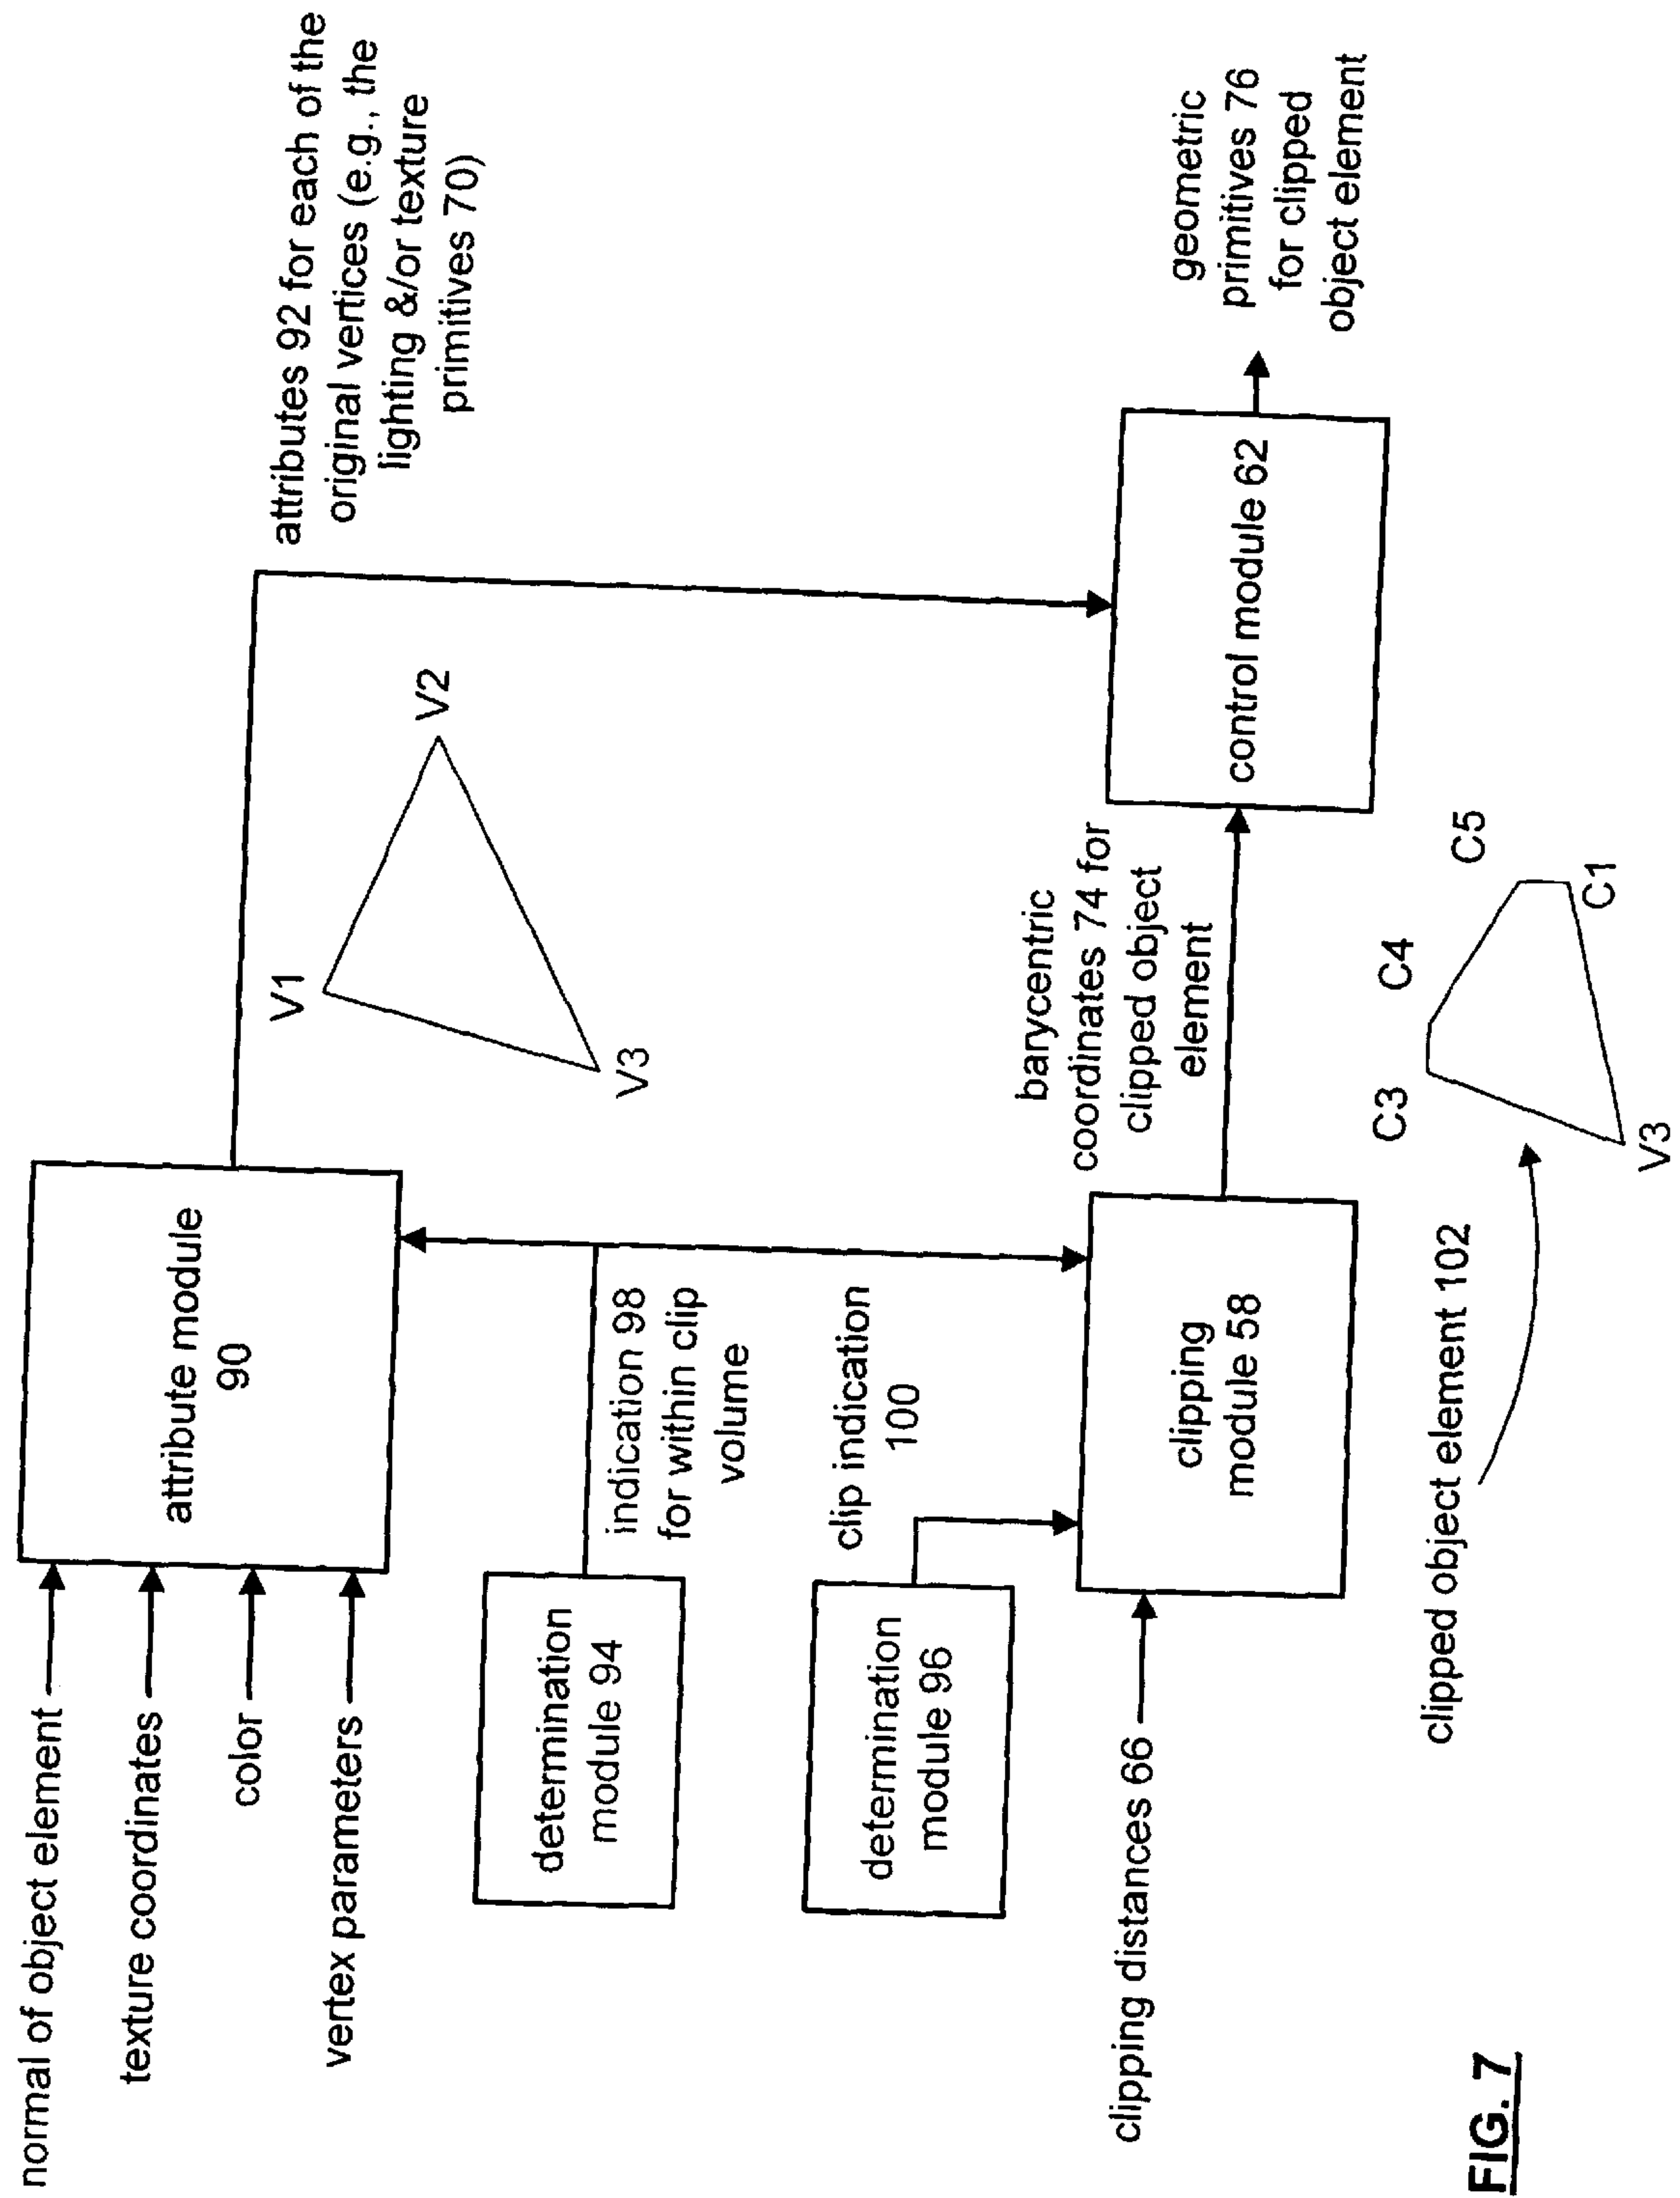 normal of object element
texture coordinates
color
vertex parameters
attribute module
90
attributes 92 for each of the
original vertices (e.g., the
lighting &/or texture
primitives 70)
V1
V2
V3
determination
module 94
indication 98
for within clip
volume
determination
module 96
clip indication
100
clipping distances 66
clipping
module 58
barycentric
coordinates 74 for
clipped object
element
control module 62
geometric
primitives 76
for clipped
object element
clipped object element 102
C3
C4
C5
C1
V3
FIG. 7